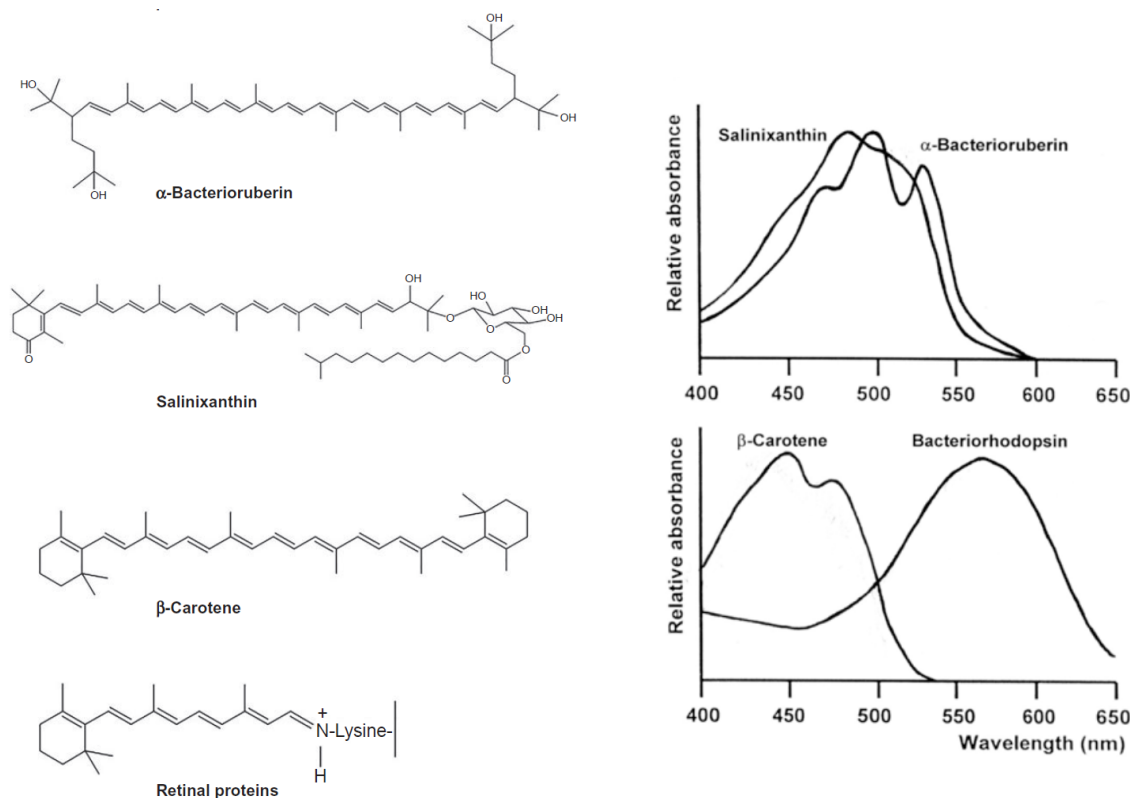 OH
OH
HO
OH
α-Bacterioruberin
OH
O
HO
OH
OH
O
O
O
O
Salinixanthin
β-Carotene
+
N-Lysine-
H
Retinal proteins
Relative absorbance
Salinixanthin
α-Bacterioruberin
400 450 500 550 600 650
Relative absorbance
β-Carotene Bacteriorhodopsin
400 450 500 550 600 650
Wavelength (nm)